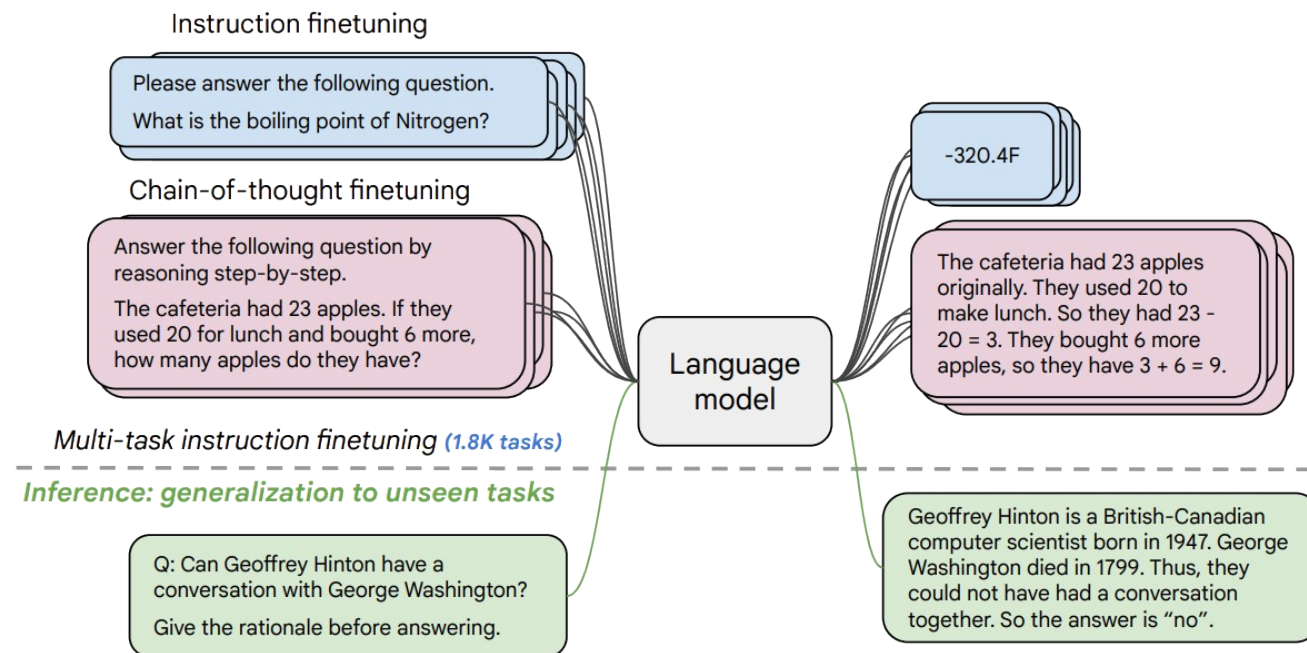 Instruction finetuning
Please answer the following question.
What is the boiling point of Nitrogen?
-320.4F
Chain-of-thought finetuning
Answer the following question by
reasoning step-by-step.
The cafeteria had 23 apples. If they
used 20 for lunch and bought 6 more,
how many apples do they have?
Language
model
The cafeteria had 23 apples
originally. They used 20 to
make lunch. So they had 23 -
20 = 3. They bought 6 more
apples, so they have 3 + 6 = 9.
Multi-task instruction finetuning (1.8K tasks)
Inference: generalization to unseen tasks
Q: Can Geoffrey Hinton have a
conversation with George Washington?
Give the rationale before answering.
Geoffrey Hinton is a British-Canadian
computer scientist born in 1947. George
Washington died in 1799. Thus, they
could not have had a conversation
together. So the answer is “no”.